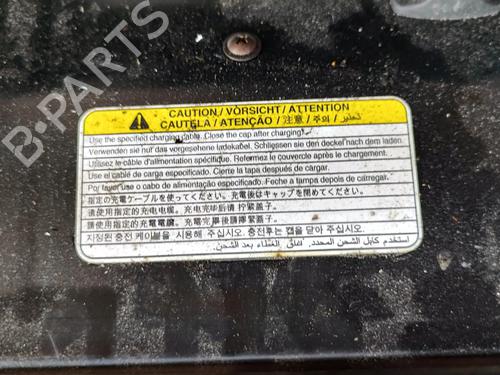 B-PARTS
CAUTION / VORSICHT / ATTENTION
CAUTELA / ATENÇÃO / 注意 / 주의 / تحذير
Use the specified charging cable. Close the cap after charging.
Verwenden sie nur das vorgesehene ladekabel. Schliessen sie den deckel nach dem laden.
Utilisez le câble d'alimentation spécifique. Refermez le couvercle après le chargement.
Use el cable de carga especificado. Cierre la tapa después de cargar.
Por favor use o cabo de alimentação especificado. Feche a tampa depois de carregar.
指定の充電ケーブルを使ってください。充電後はキャップを閉めてください。
请使用指定的充电电缆。充电完毕后请拧紧盖子。
請使用指定的充電電纜。充電完畢後請擰緊蓋子。
지정된 충전 케이블을 사용해 주십시오. 충전후는 캡을 닫아 주십시오.
استخدم كابل الشحن المحدد. اغلق الغطاء بعد الشحن.